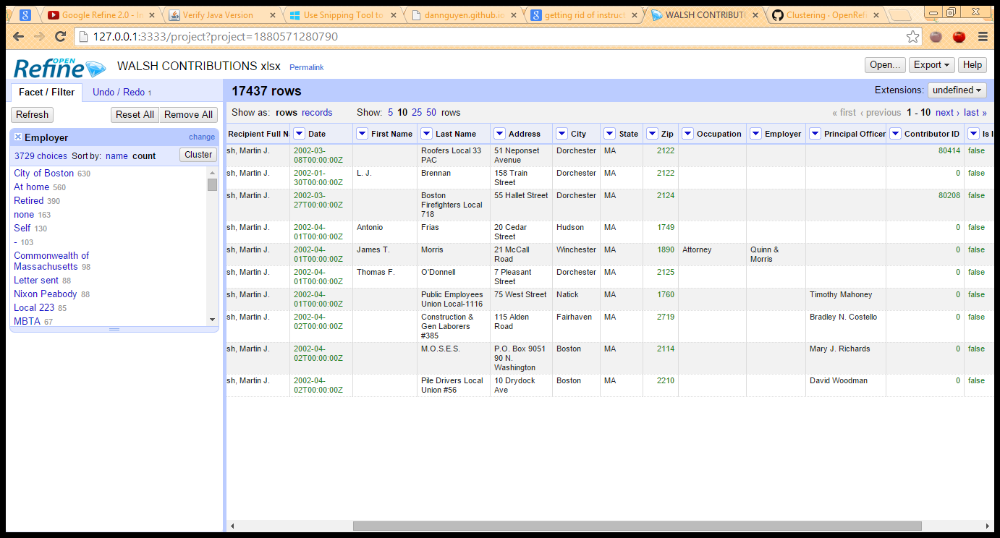 Google Refine 2.0 - In
Verify Java Version
Use Snipping Tool to
dannguyen.github.io
getting rid of instruct
WALSH CONTRIBUT
Clustering · OpenRefi
127.0.0.1:3333/project?project=1880571280790
OPEN
Refine
WALSH CONTRIBUTIONS xlsx Permalink
Open... Export Help
Facet / Filter Undo / Redo 1
17437 rows
Extensions: undefined
Refresh Reset All Remove All
Show as: rows records Show: 5 10 25 50 rows
« first ‹ previous 1 - 10 next › last »
Employer change
3729 choices Sort by: name count Cluster
City of Boston 630
At home 560
Retired 390
none 163
Self 130
- 103
Commonwealth of
Massachusetts 98
Letter sent 88
Nixon Peabody 88
Local 223 85
MBTA 67
Recipient Full Na Date First Name Last Name Address City State Zip Occupation Employer Principal Officer Contributor ID Is I
sh, Martin J. 2002-03- Roofers Local 33 51 Neponset Dorchester MA 2122 80414 false
08T00:00:00Z PAC Avenue
sh, Martin J. 2002-01- L. J. Brennan 158 Train Dorchester MA 2122 0 false
30T00:00:00Z Street
sh, Martin J. 2002-03- Boston 55 Hallet Street Dorchester MA 2124 80208 false
27T00:00:00Z Firefighters Local
718
sh, Martin J. 2002-04- Antonio Frias 20 Cedar Hudson MA 1749 0 false
01T00:00:00Z Street
sh, Martin J. 2002-04- James T. Morris 21 McCall Winchester MA 1890 Attorney Quinn & 0 false
01T00:00:00Z Road Morris
sh, Martin J. 2002-04- Thomas F. O'Donnell 7 Pleasant Dorchester MA 2125 0 false
01T00:00:00Z Street
sh, Martin J. 2002-04- Public Employees 75 West Street Natick MA 1760 Timothy Mahoney 0 false
01T00:00:00Z Union Local-1116
sh, Martin J. 2002-04- Construction & 115 Alden Fairhaven MA 2719 Bradley N. Costello 0 false
02T00:00:00Z Gen Laborers Road
#385
sh, Martin J. 2002-04- M.O.S.E.S. P.O. Box 9051 Boston MA 2114 Mary J. Richards 0 false
02T00:00:00Z 90 N.
Washington
sh, Martin J. 2002-04- Pile Drivers Local 10 Drydock Boston MA 2210 David Woodman 0 false
02T00:00:00Z Union #56 Ave